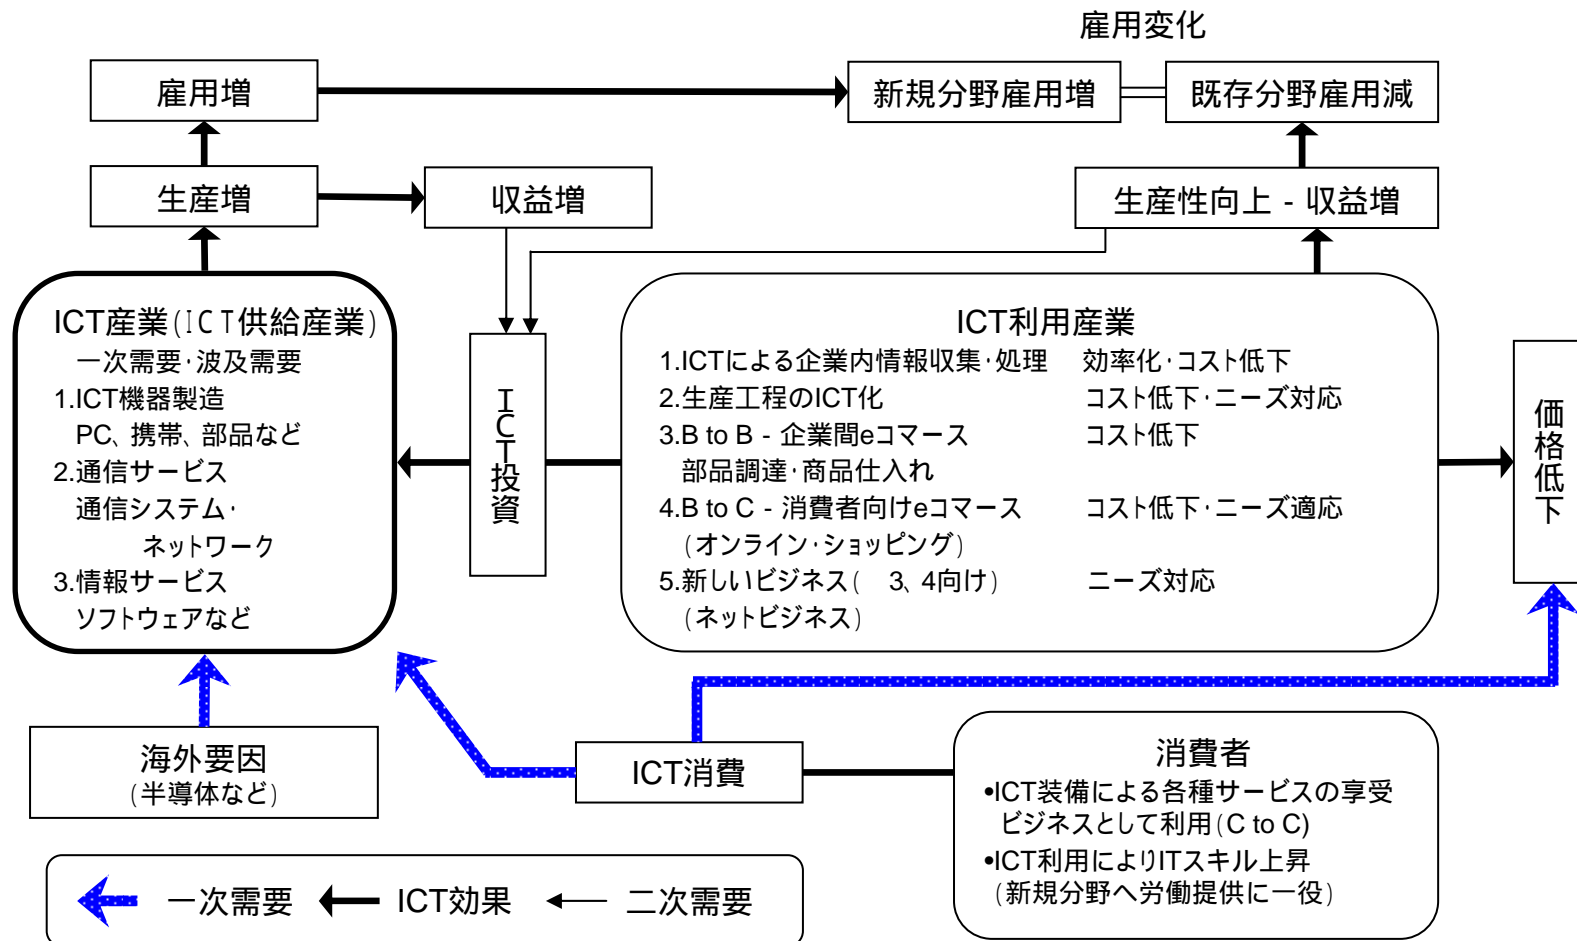 雇用変化
雇用増
新規分野雇用増
既存分野雇用減
生産増
収益増
生産性向上 - 収益増
ICT産業(ICT供給産業)
一次需要・波及需要
1.ICT機器製造
PC、携帯、部品など
2.通信サービス
通信システム・
ネットワーク
3.情報サービス
ソフトウェアなど
ICT投資
ICT利用産業
1.ICTによる企業内情報収集・処理 効率化・コスト低下
2.生産工程のICT化 コスト低下・ニーズ対応
3.B to B - 企業間eコマース コスト低下
部品調達・商品仕入れ
4.B to C - 消費者向けeコマース コスト低下・ニーズ適応
(オンライン・ショッピング)
5.新しいビジネス( 3、4向け) ニーズ対応
(ネットビジネス)
価格低下
海外要因
(半導体など)
ICT消費
消費者
•ICT装備による各種サービスの享受
ビジネスとして利用(C to C)
•ICT利用によりITスキル上昇
(新規分野へ労働提供に一役)
一次需要 ICT効果 二次需要